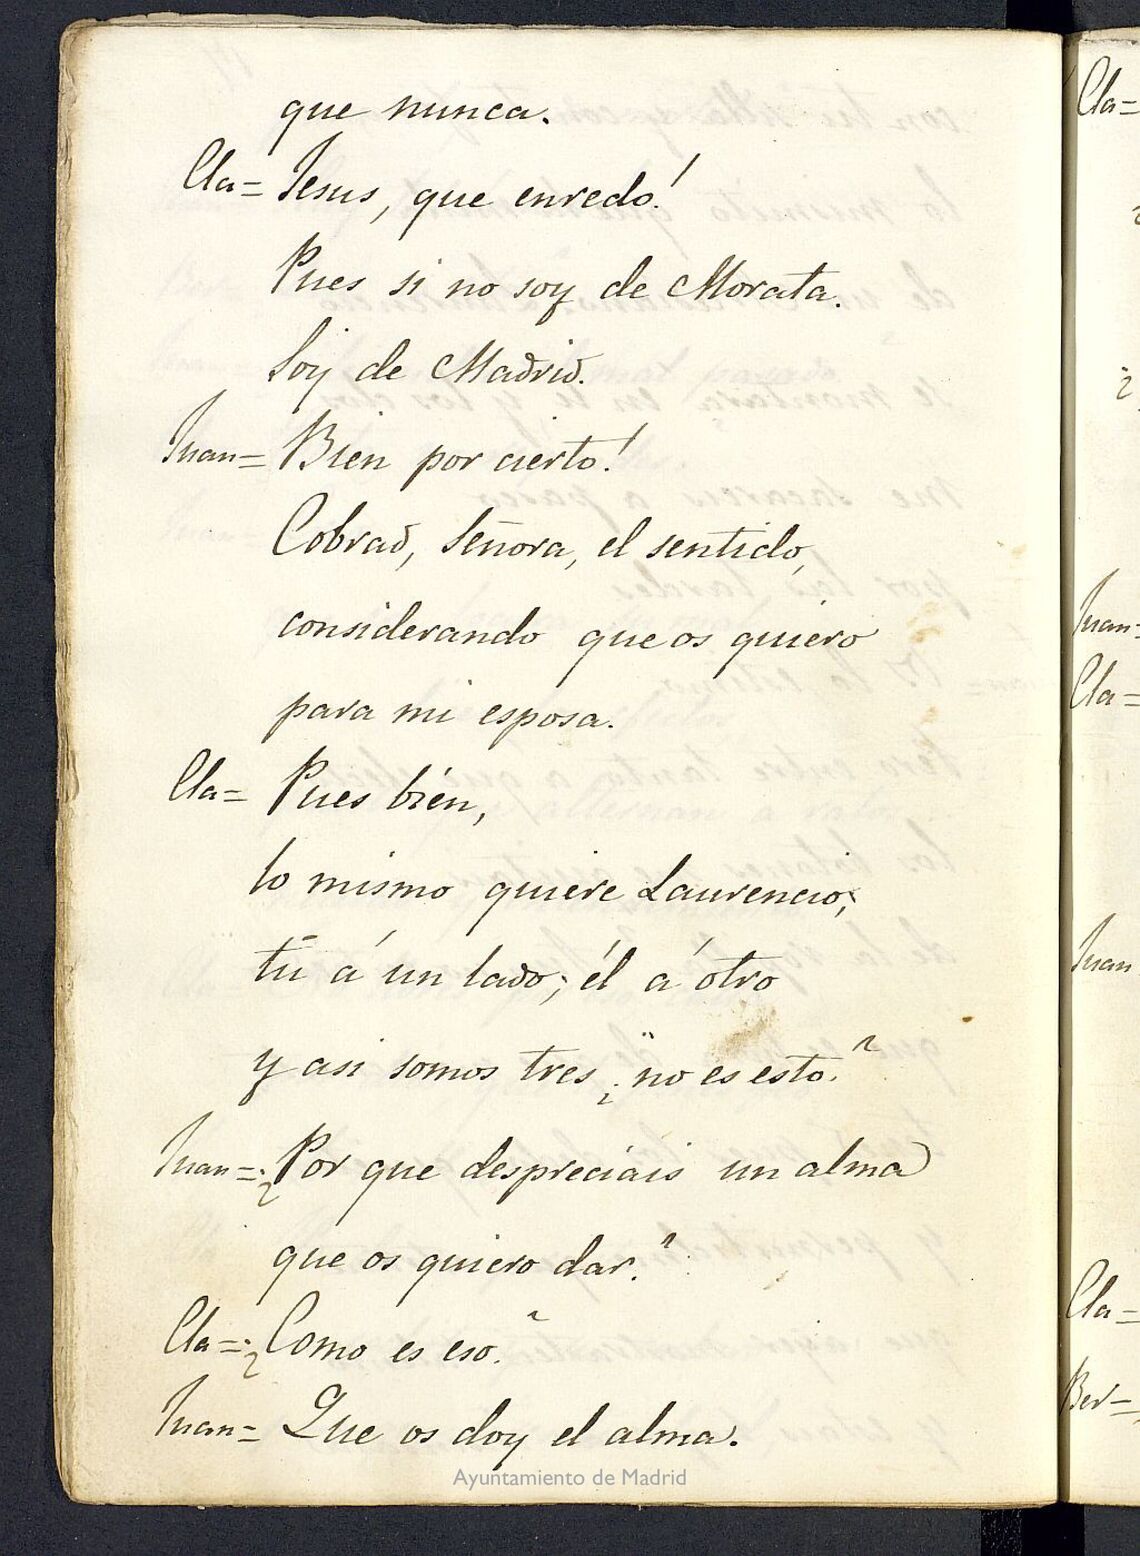 que nunca.
Cla= Jesus, que enredo!
Pues si no soy de Morata.
Soy de Madrid.
Juan= Bien por cierto!
Cobrad, Señora, el sentido,
considerando que os quiero
para mi esposa.
Cla= Pues bien,
lo mismo quiere Laurencio;
tú á un lado; él á otro
y asi somos tres ¿no es esto?
Juan= ¿Por que despreciais un alma
que os quiero dar?
Cla= ¿Como es eso?
Juan= Que os doy el alma.
Ayuntamiento de Madrid
Cla=
Juan=
Cla=
Juan
Cla=
Ber=